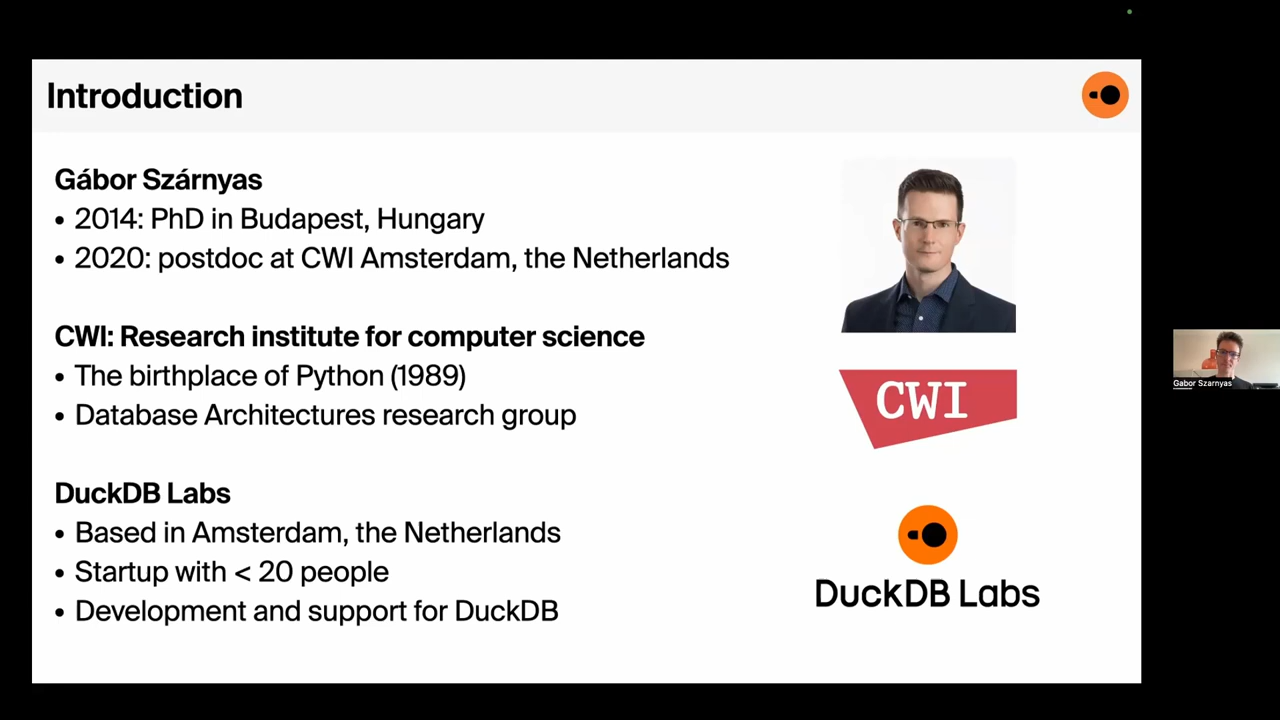 Introduction
Gábor Szárnyas
• 2014: PhD in Budapest, Hungary
• 2020: postdoc at CWI Amsterdam, the Netherlands
CWI: Research institute for computer science
• The birthplace of Python (1989)
• Database Architectures research group
DuckDB Labs
• Based in Amsterdam, the Netherlands
• Startup with < 20 people
• Development and support for DuckDB
CWI
DuckDB Labs
Gabor Szarnyas